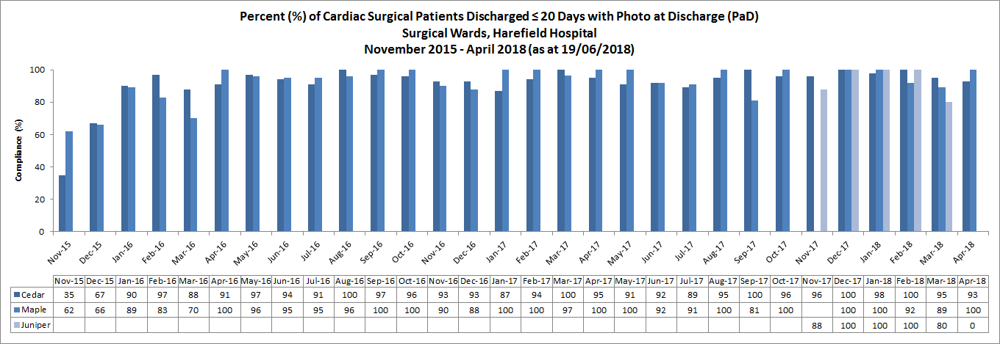 Percent (%) of Cardiac Surgical Patients Discharged ≤ 20 Days with Photo at Discharge (PaD)
Surgical Wards, Harefield Hospital
November 2015 - April 2018 (as at 19/06/2018)
Compliance (%)
100
80
60
40
20
0
Nov-15 Dec-15 Jan-16 Feb-16 Mar-16 Apr-16 May-16 Jun-16 Jul-16 Aug-16 Sep-16 Oct-16 Nov-16 Dec-16 Jan-17 Feb-17 Mar-17 Apr-17 May-17 Jun-17 Jul-17 Aug-17 Sep-17 Oct-17 Nov-17 Dec-17 Jan-18 Feb-18 Mar-18 Apr-18
Nov-15 Dec-15 Jan-16 Feb-16 Mar-16 Apr-16 May-16 Jun-16 Jul-16 Aug-16 Sep-16 Oct-16 Nov-16 Dec-16 Jan-17 Feb-17 Mar-17 Apr-17 May-17 Jun-17 Jul-17 Aug-17 Sep-17 Oct-17 Nov-17 Dec-17 Jan-18 Feb-18 Mar-18 Apr-18
Cedar 35 67 90 97 88 91 97 94 91 100 97 96 93 93 87 94 100 95 91 92 89 95 100 96 96 100 98 100 95 93
Maple 62 66 89 83 70 100 96 95 95 96 100 100 90 88 100 100 97 100 100 92 91 100 81 100 100 100 92 89 100
Juniper 88 100 100 100 80 0